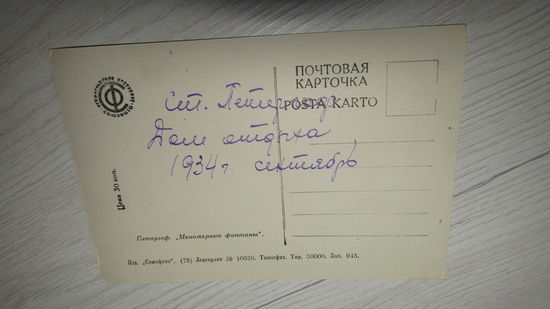 ПОЧТОВАЯ
КАРТОЧКА
POSTA KARTO
Ст. Петергоф
Дом отдыха,
1934 г. сентябрь
Цена 30 коп.
Петергоф. „Менажерные фонтаны".
Изд. „Союзфото". (78) Ленгорлит № 10639. Типофиз. Тир. 50000. Зак. 945.